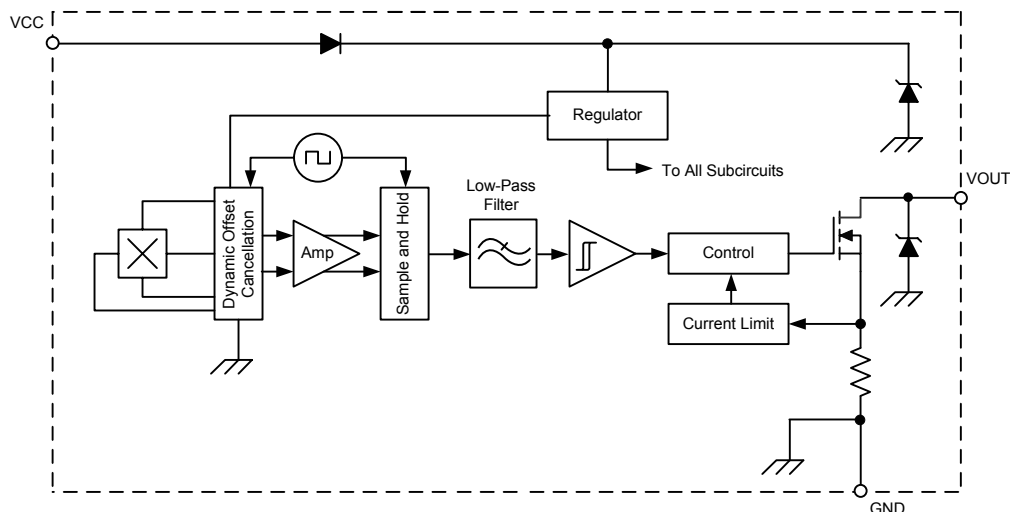 VCC
Regulator
To All Subcircuits
VOUT
Low-Pass
Filter
Dynamic Offset
Cancellation
Amp
Sample and Hold
Control
Current Limit
GND